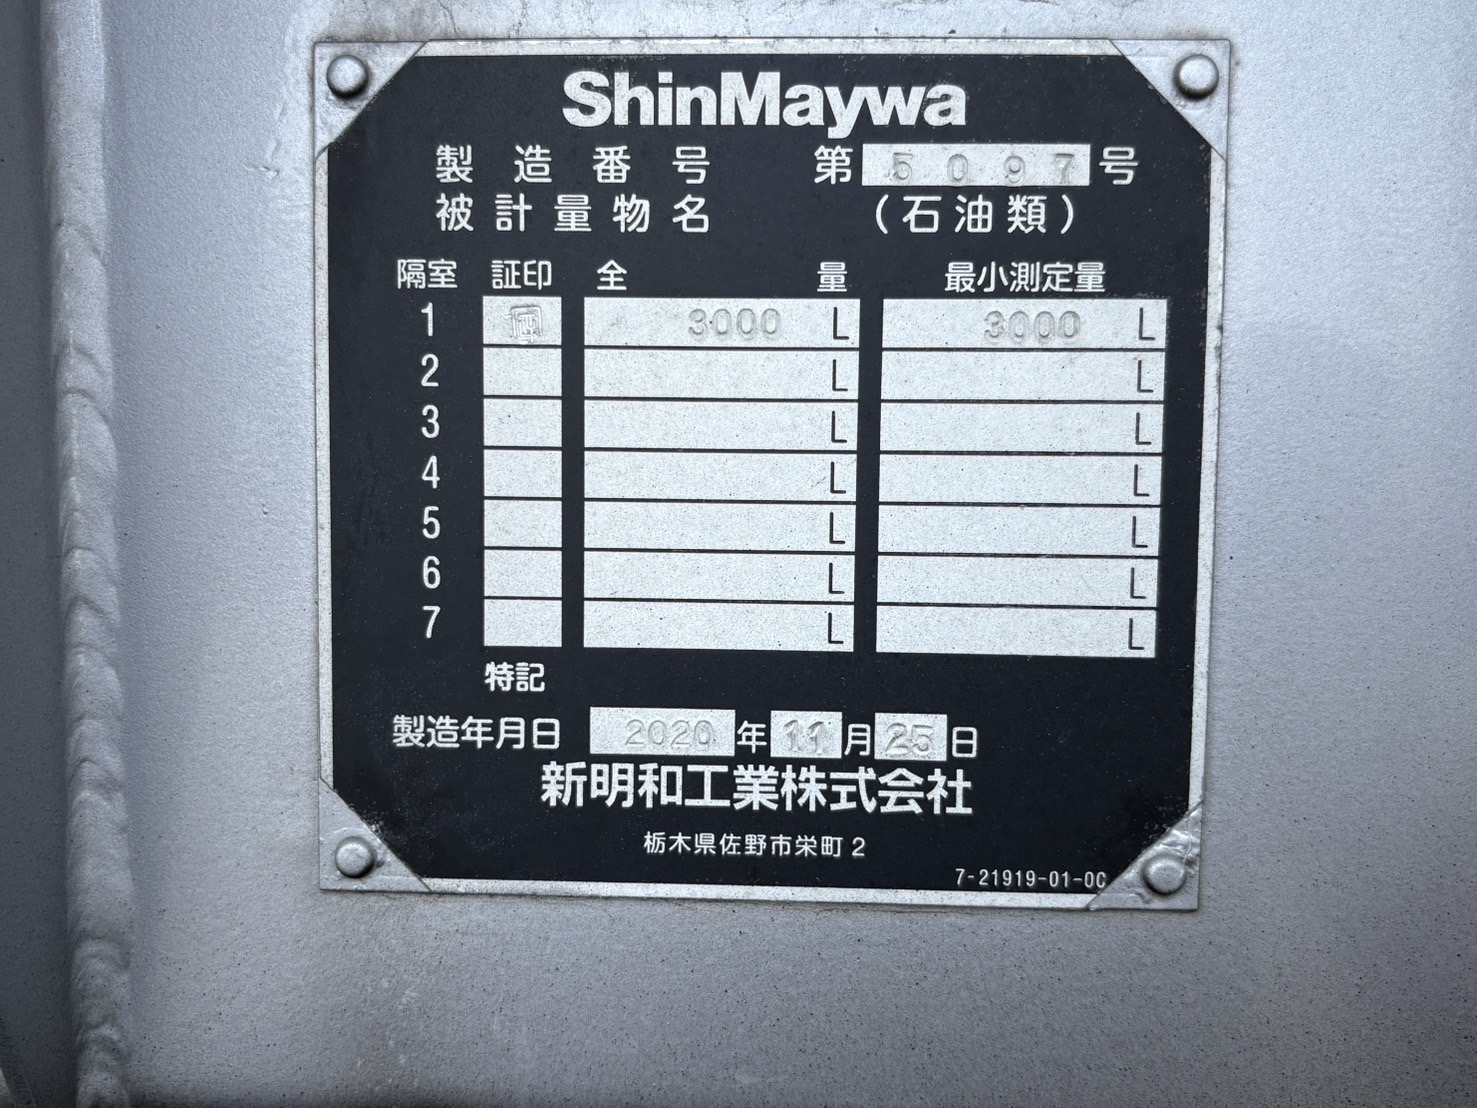 ShinMaywa
製造番号 第 5097 号
被計量物名 (石油類)
隔室 証印 全量 最小測定量
1 3000 L 3000 L
2 L L
3 L L
4 L L
5 L L
6 L L
7 L L
特記
製造年月日 2020 年 11 月 25 日
新明和工業株式会社
栃木県佐野市栄町2
7-21919-01-0C